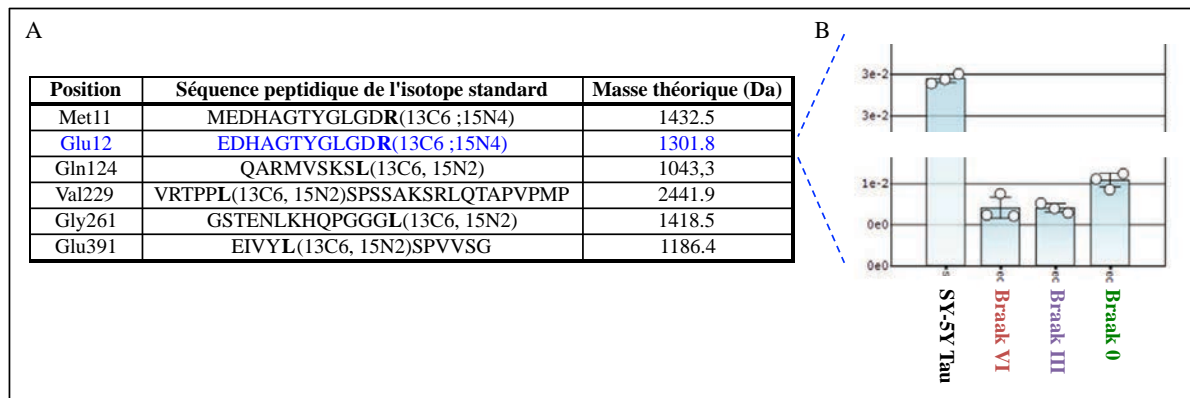 A
B
Position Séquence peptidique de l'isotope standard Masse théorique (Da)
Met11 MEDHAGTYGLGDR(13C6 ;15N4) 1432.5
Glu12 EDHAGTYGLGDR(13C6 ;15N4) 1301.8
Gln124 QARMVSKSL(13C6, 15N2) 1043,3
Val229 VRTPPL(13C6, 15N2)SPSSAKSRLQTAPVPMP 2441.9
Gly261 GSTENLKHQPGGGL(13C6, 15N2) 1418.5
Glu391 EIVYL(13C6, 15N2)SPVVSG 1186.4
3e-2
3e-2
1e-2
0e0
0e0
SY-5Y Tau
Braak VI
Braak III
Braak 0